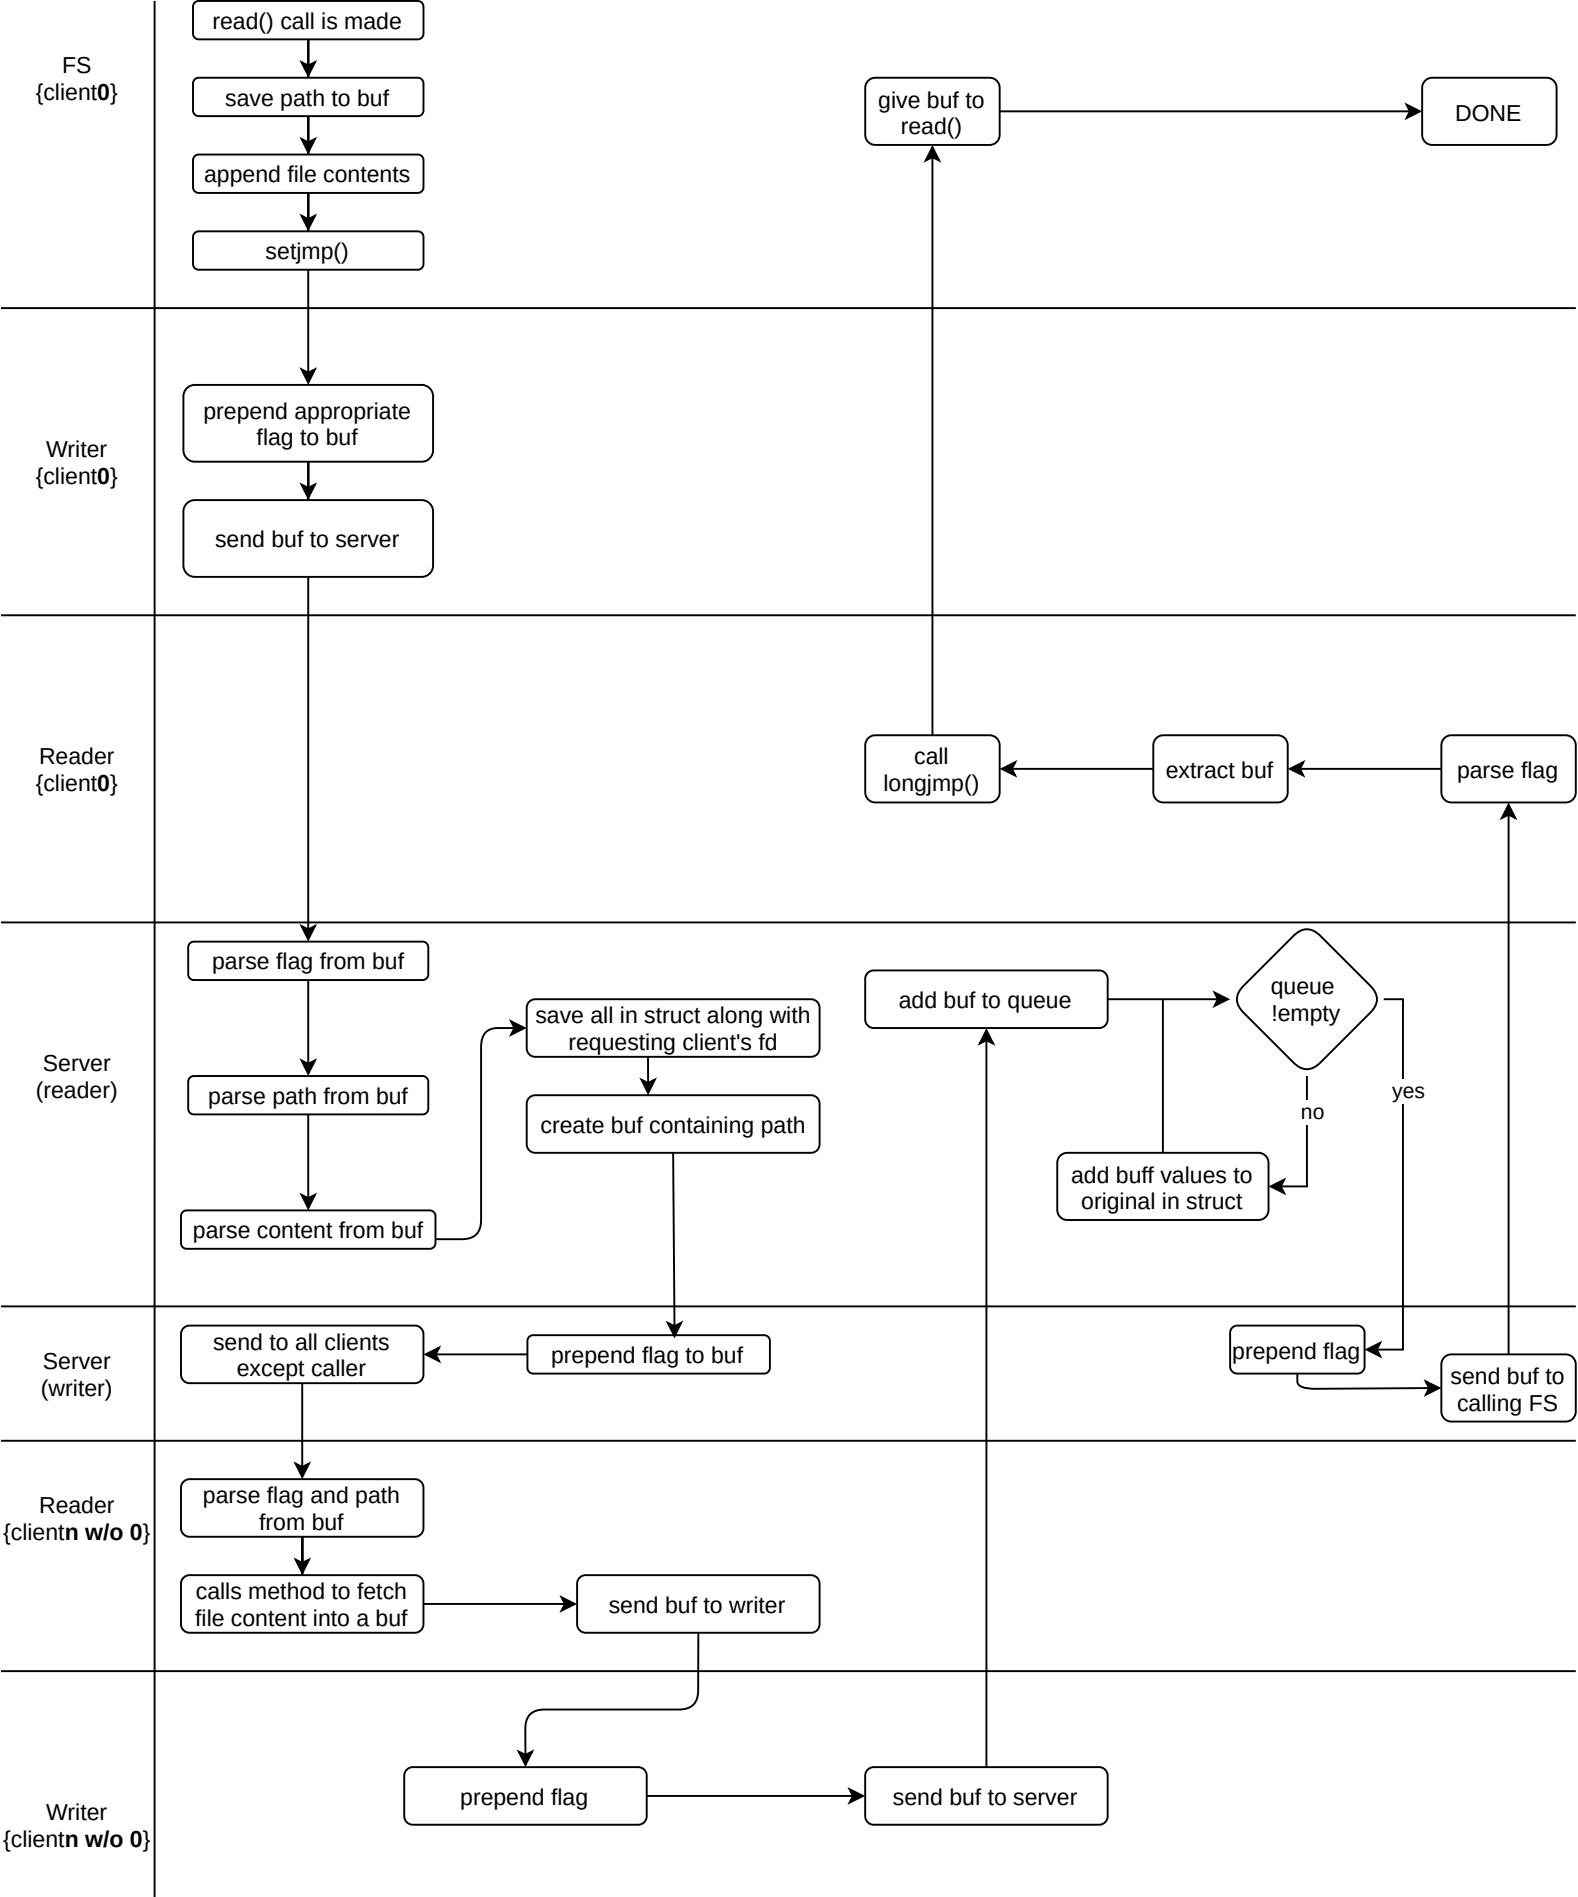 FS
{client0}
read() call is made
save path to buf
append file contents
setjmp()
give buf to
read()
DONE
Writer
{client0}
prepend appropriate
flag to buf
send buf to server
Reader
{client0}
call
longjmp()
extract buf
parse flag
Server
(reader)
parse flag from buf
parse path from buf
parse content from buf
save all in struct along with
requesting client's fd
create buf containing path
add buf to queue
queue
!empty
yes
no
add buff values to
original in struct
Server
(writer)
send to all clients
except caller
prepend flag to buf
prepend flag
send buf to
calling FS
Reader
{clientn w/o 0}
parse flag and path
from buf
calls method to fetch
file content into a buf
send buf to writer
Writer
{clientn w/o 0}
prepend flag
send buf to server